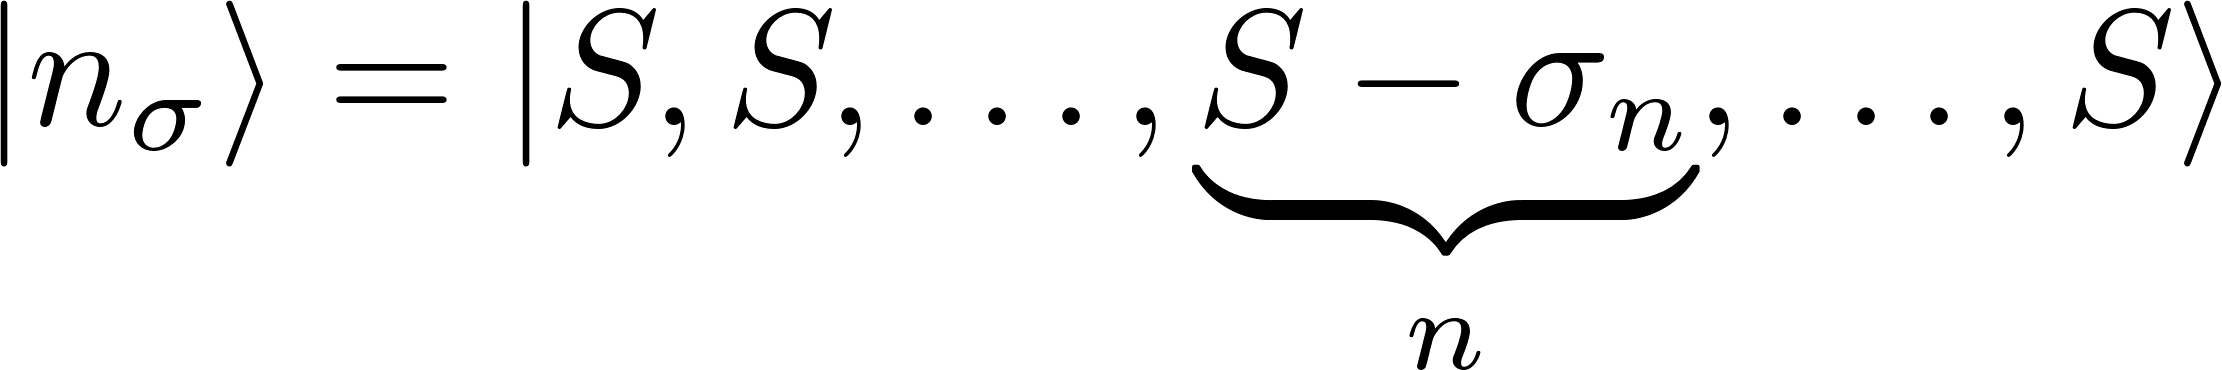 |n_σ⟩ = |S, S, . . . , S − σ_n, . . . , S⟩
n